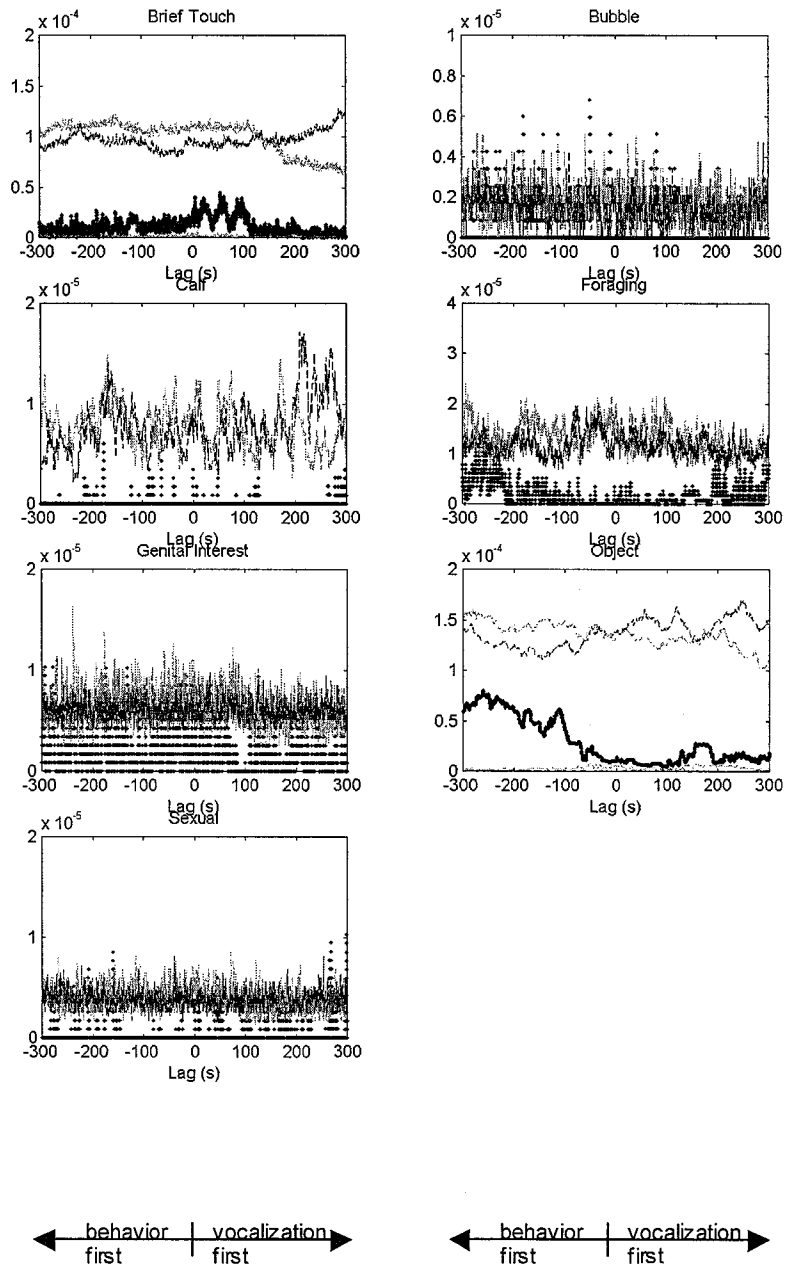 x 10-4 Brief Touch
2
1.5
1
0.5
0
-300 -200 -100 0 100 200 300
Lag (s)
x 10-5 Bubble
1
0.8
0.6
0.4
0.2
0
-300 -200 -100 0 100 200 300
Lag (s)
x 10-5 Calf
2
1
0
-300 -200 -100 0 100 200 300
Lag (s)
x 10-5 Foraging
4
3
2
1
0
-300 -200 -100 0 100 200 300
Lag (s)
x 10-5 Genital Interest
2
1
0
-300 -200 -100 0 100 200 300
Lag (s)
x 10-4 Object
2
1.5
1
0.5
0
-300 -200 -100 0 100 200 300
Lag (s)
x 10-5 Sexual
2
1
0
-300 -200 -100 0 100 200 300
Lag (s)
behavior vocalization
first first
behavior vocalization
first first